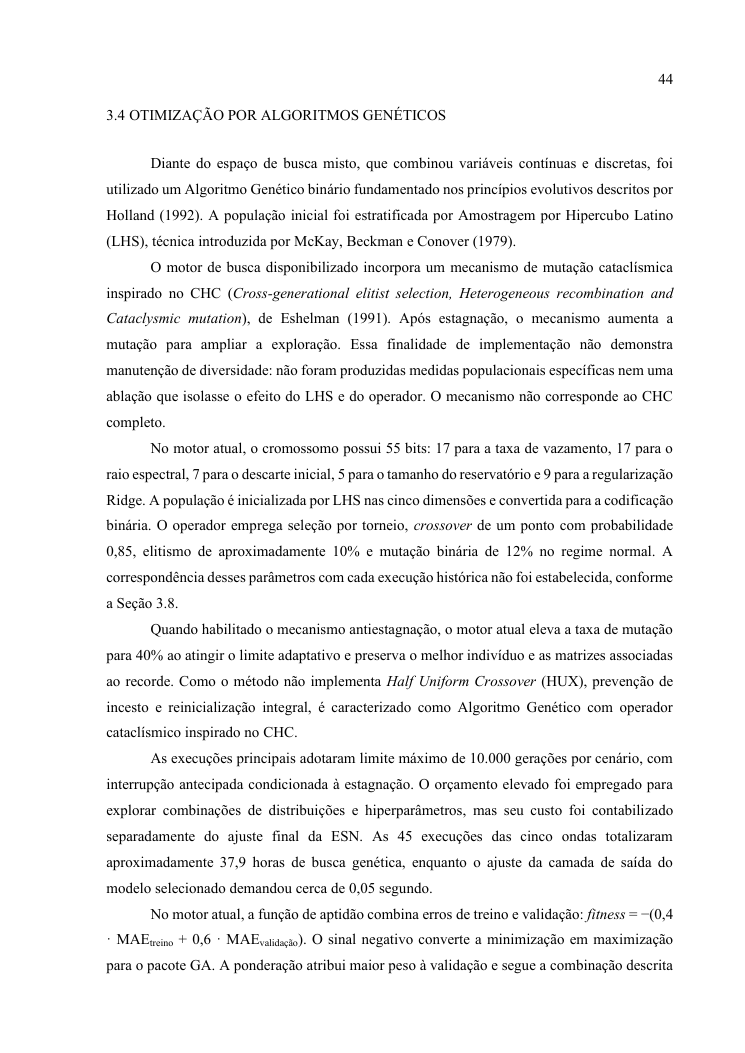 44
3.4 OTIMIZAÇÃO POR ALGORITMOS GENÉTICOS
Diante do espaço de busca misto, que combinou variáveis contínuas e discretas, foi
utilizado um Algoritmo Genético binário fundamentado nos princípios evolutivos descritos por
Holland (1992). A população inicial foi estratificada por Amostragem por Hipercubo Latino
(LHS), técnica introduzida por McKay, Beckman e Conover (1979).
O motor de busca disponibilizado incorpora um mecanismo de mutação cataclísmica
inspirado no CHC (Cross-generational elitist selection, Heterogeneous recombination and
Cataclysmic mutation), de Eshelman (1991). Após estagnação, o mecanismo aumenta a
mutação para ampliar a exploração. Essa finalidade de implementação não demonstra
manutenção de diversidade: não foram produzidas medidas populacionais específicas nem uma
ablação que isolasse o efeito do LHS e do operador. O mecanismo não corresponde ao CHC
completo.
No motor atual, o cromossomo possui 55 bits: 17 para a taxa de vazamento, 17 para o
raio espectral, 7 para o descarte inicial, 5 para o tamanho do reservatório e 9 para a regularização
Ridge. A população é inicializada por LHS nas cinco dimensões e convertida para a codificação
binária. O operador emprega seleção por torneio, crossover de um ponto com probabilidade
0,85, elitismo de aproximadamente 10% e mutação binária de 12% no regime normal. A
correspondência desses parâmetros com cada execução histórica não foi estabelecida, conforme
a Seção 3.8.
Quando habilitado o mecanismo antiestagnação, o motor atual eleva a taxa de mutação
para 40% ao atingir o limite adaptativo e preserva o melhor indivíduo e as matrizes associadas
ao recorde. Como o método não implementa Half Uniform Crossover (HUX), prevenção de
incesto e reinicialização integral, é caracterizado como Algoritmo Genético com operador
cataclísmico inspirado no CHC.
As execuções principais adotaram limite máximo de 10.000 gerações por cenário, com
interrupção antecipada condicionada à estagnação. O orçamento elevado foi empregado para
explorar combinações de distribuições e hiperparâmetros, mas seu custo foi contabilizado
separadamente do ajuste final da ESN. As 45 execuções das cinco ondas totalizaram
aproximadamente 37,9 horas de busca genética, enquanto o ajuste da camada de saída do
modelo selecionado demandou cerca de 0,05 segundo.
No motor atual, a função de aptidão combina erros de treino e validação: fitness = −(0,4
· MAEtreino + 0,6 · MAEvalidação). O sinal negativo converte a minimização em maximização
para o pacote GA. A ponderação atribui maior peso à validação e segue a combinação descrita